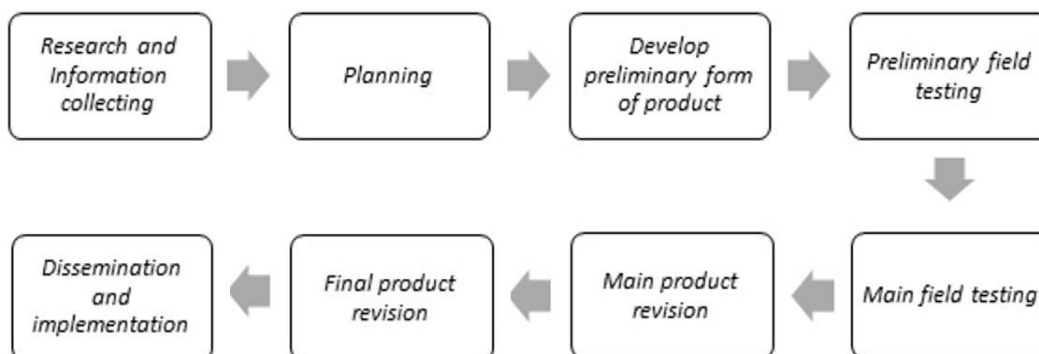 Research and
Information
collecting
Planning
Develop
preliminary form
of product
Preliminary field
testing
Main field testing
Main product
revision
Final product
revision
Dissemination
and
implementation